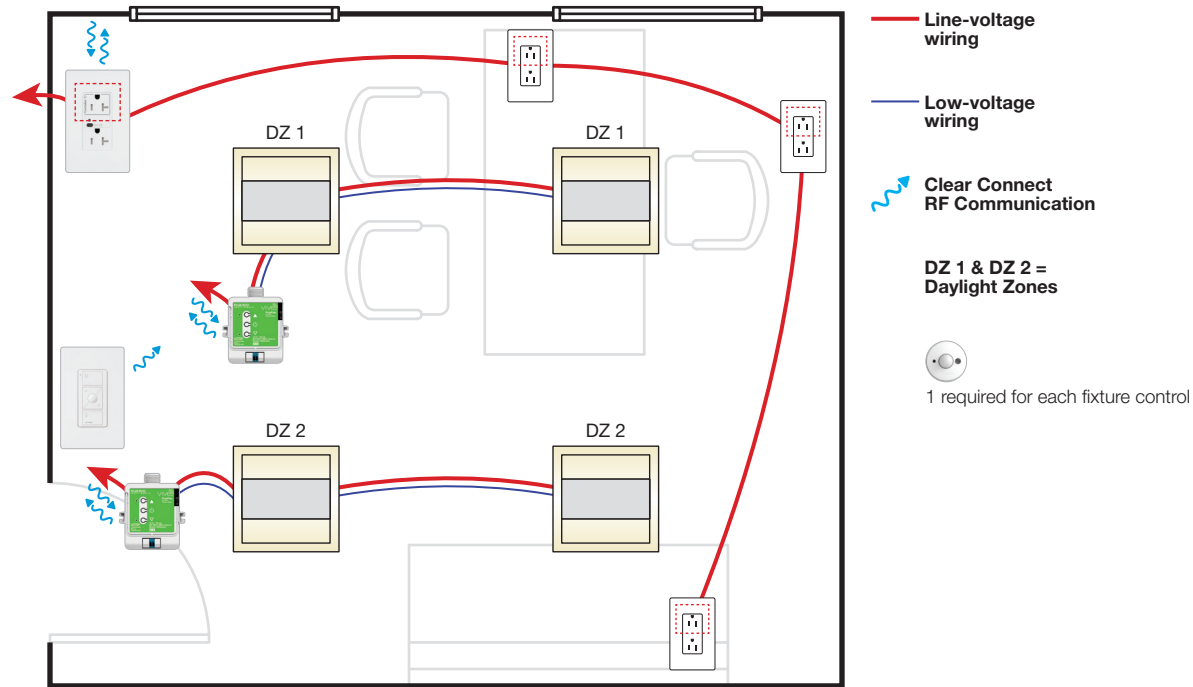 Line-voltage
wiring
DZ 1
DZ 1
Low-voltage
wiring
Clear Connect
RF Communication
DZ 1 & DZ 2 =
Daylight Zones
1 required for each fixture control
DZ 2
DZ 2